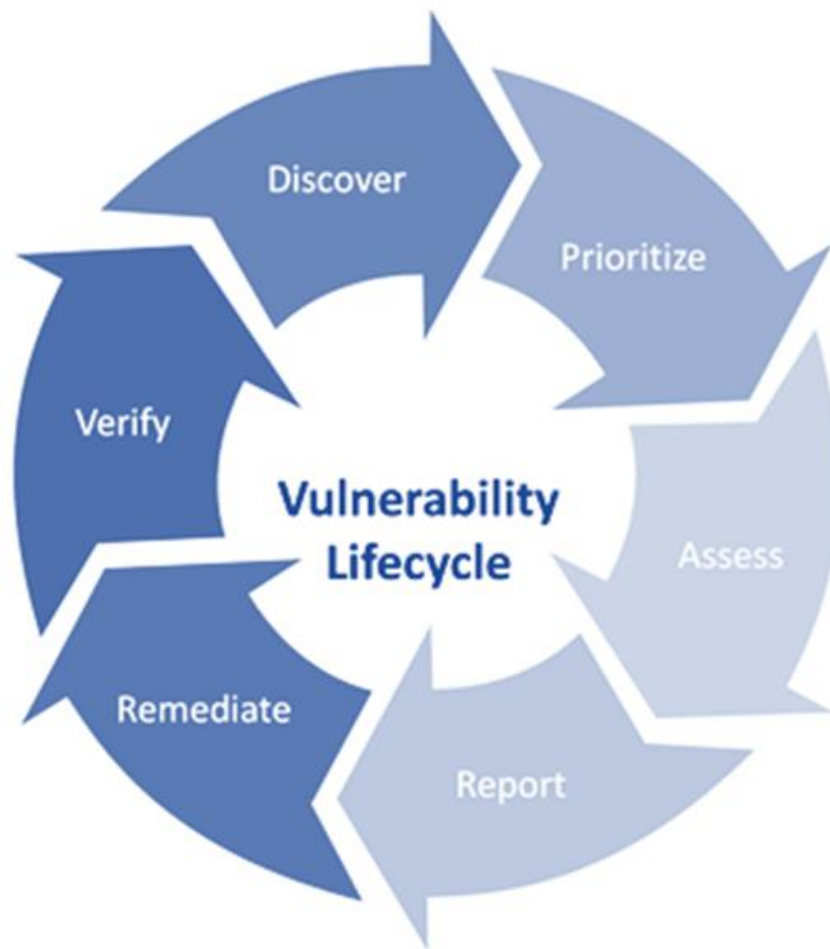 Discover
Prioritize
Assess
Report
Remediate
Verify
Vulnerability
Lifecycle